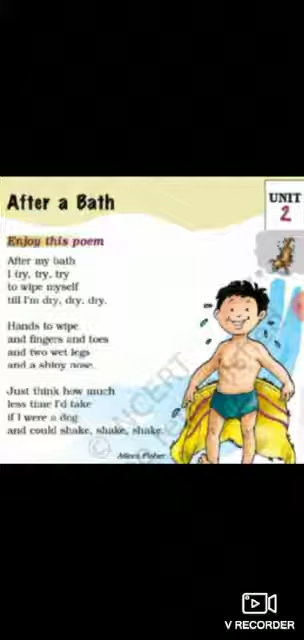 After a Bath
UNIT
2
Enjoy this poem
After my bath
I try, try, try
to wipe myself
till I'm dry, dry, dry.
Hands to wipe
and fingers and toes
and two wet legs
and a shiny nose.
Just think how much
less time I'd take
if I were a dog
and could shake, shake, shake.
Aileen Fisher
© NCERT
V RECORDER